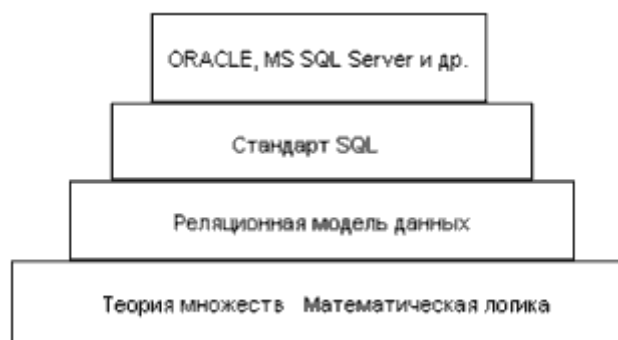 ORACLE, MS SQL Server и др.
Стандарт SQL
Реляционная модель данных
Теория множеств Математическая логика